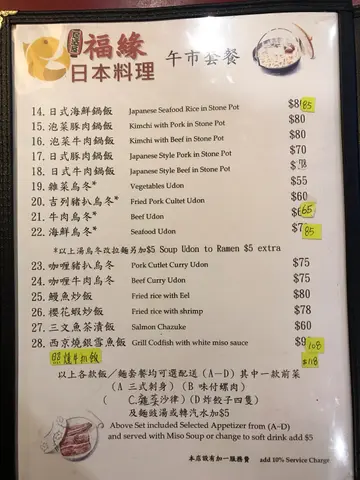 福緣
日本料理
午市套餐
14. 日式海鮮鍋飯 Japanese Seafood Rice in Stone Pot 85
15. 泡菜豚肉鍋飯 Kimchi with Pork in Stone Pot $80
16. 泡菜牛肉鍋飯 Kimchi with Beef in Stone Pot $80
17. 日式豚肉鍋飯 Japanese Style Pork in Stone Pot $70
18. 日式牛肉鍋飯 Japanese Style Beef in Stone Pot
19. 雜菜烏冬* Vegetables Udon $55
20. 吉列豬扒烏冬* Fried Pork Cultet Udon $60
21. 牛肉烏冬* Beef Udon 65
22. 海鮮烏冬* Seafood Udon 85
*以上湯烏冬改拉麵另加$5 Soup Udon to Ramen $5 extra
23. 咖喱豬扒烏冬 Pork Cutlet Curry Udon $75
24. 咖喱牛肉烏冬 Beef Curry Udon $75
25. 鰻魚炒飯 Fried rice with Eel $80
26. 櫻花蝦炒飯 Fried rice with shrimp $78
27. 三文魚茶漬飯 Salmon Chazuke $60
28. 西京燒銀雪魚飯 Grill Codfish with white miso sauce 108
$118
以上各款飯╱麵套餐均可選配送 (A–D) 其中一款前菜
(A 三式刺身) (B 味付螺肉)
(C.雜菜沙律) (D 炸餃子四隻)
及麵豉湯或轉汽水加$5
Above Set included Selected Appetizer from (A–D)
and served with Miso Soup or change to soft drink add $5
本店設有加一服務費 add 10% Service Charge